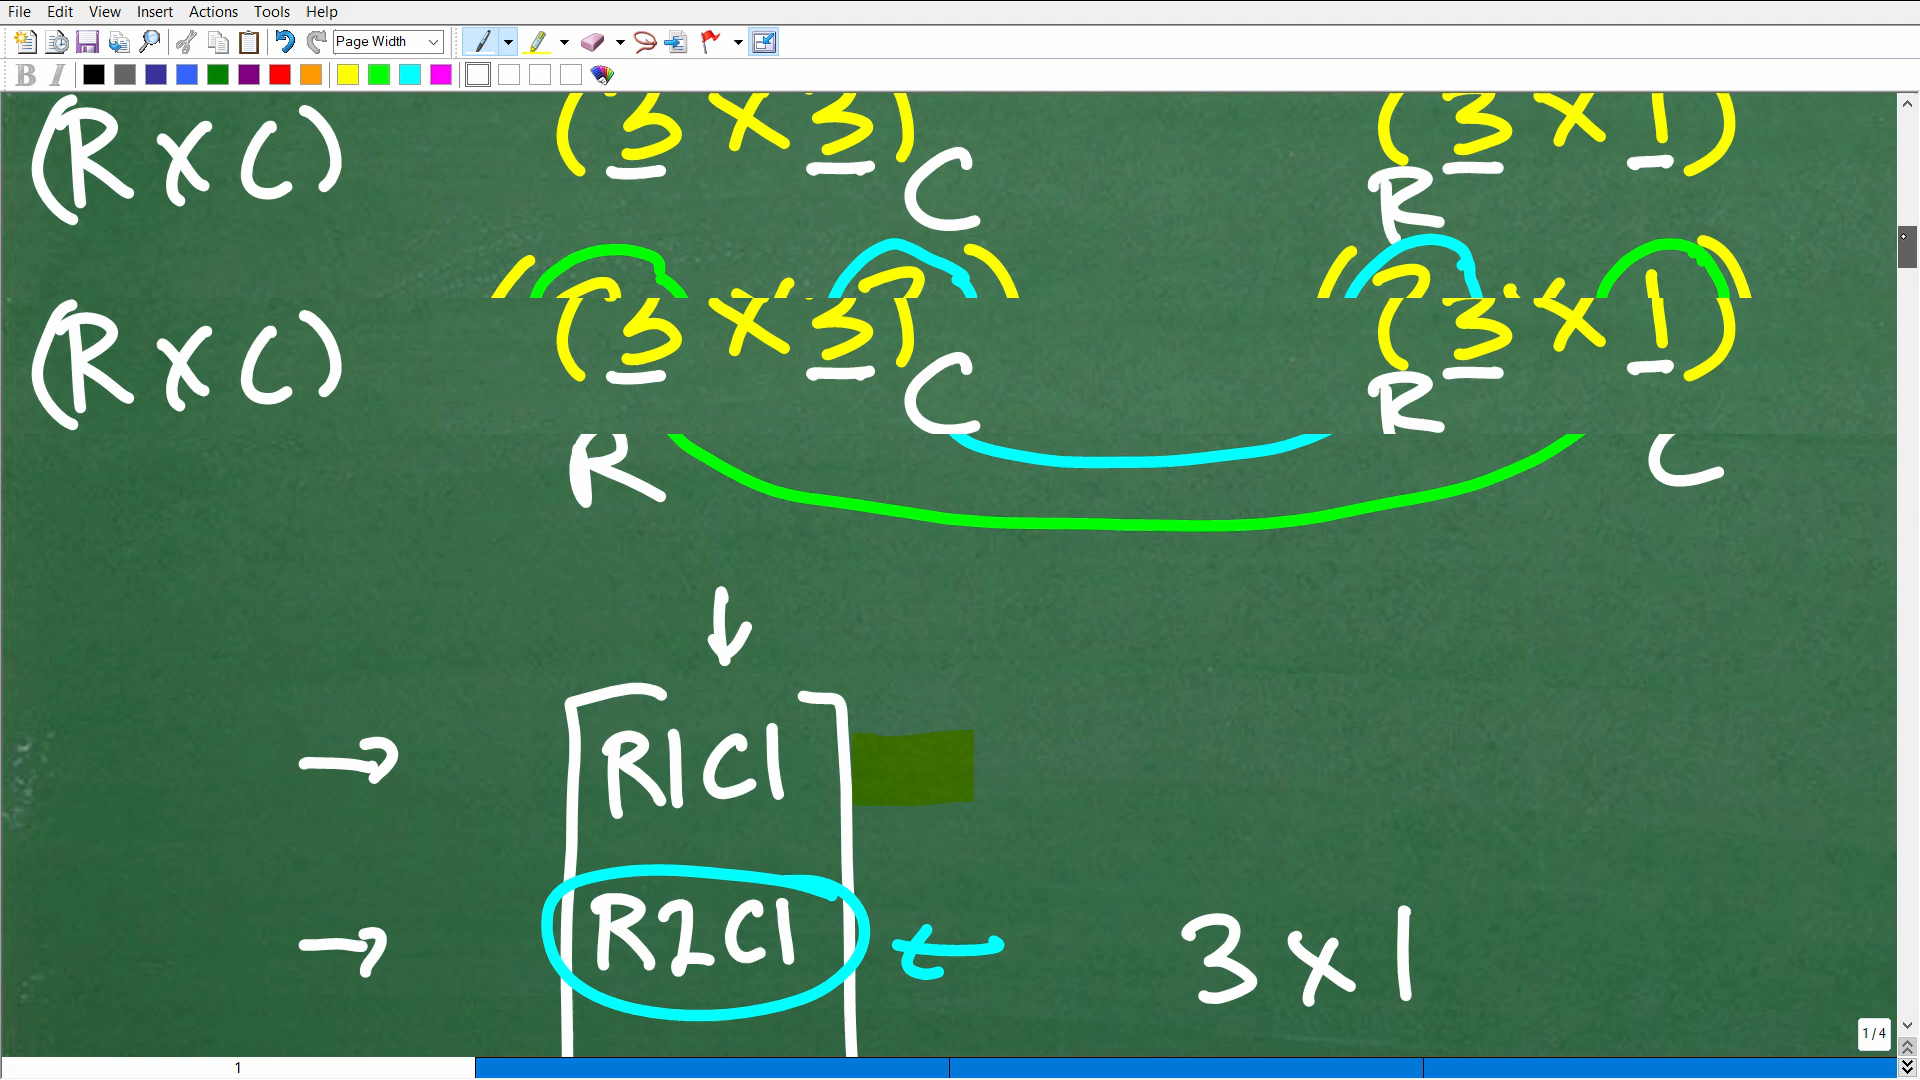 File Edit View Insert Actions Tools Help
Page Width
B I
(R x C) (3 x 3) (3 x 1)
C R
(R x C) (3 x 3) (3 x 1)
C R
R C
R1C1
R2C1 3 x 1
1 / 4
1